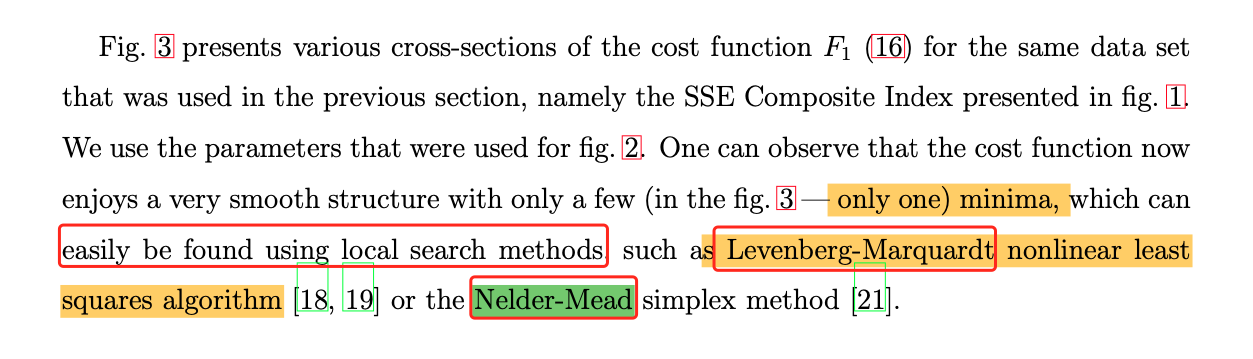 Fig. 3 presents various cross-sections of the cost function F₁ (16) for the same data set
that was used in the previous section, namely the SSE Composite Index presented in fig. 1.
We use the parameters that were used for fig. 2. One can observe that the cost function now
enjoys a very smooth structure with only a few (in the fig. 3 — only one) minima, which can
easily be found using local search methods, such as Levenberg-Marquardt nonlinear least
squares algorithm [18, 19] or the Nelder-Mead simplex method [21].